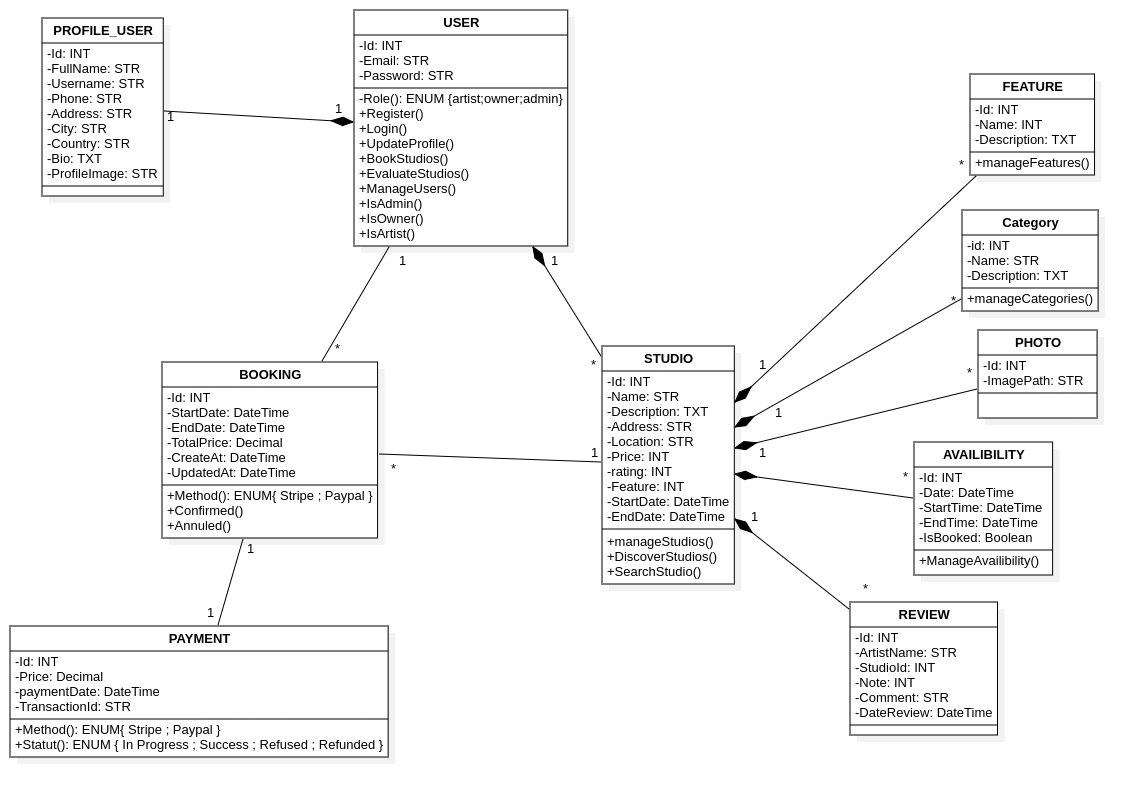 PROFILE_USER
-Id: INT
-FullName: STR
-Username: STR
-Phone: STR
-Address: STR
-City: STR
-Country: STR
-Bio: TXT
-ProfileImage: STR
1
1
USER
-Id: INT
-Email: STR
-Password: STR
-Role(): ENUM {artist;owner;admin}
+Register()
+Login()
+UpdateProfile()
+BookStudios()
+EvaluateStudios()
+ManageUsers()
+IsAdmin()
+IsOwner()
+IsArtist()
1
*
1
*
BOOKING
-Id: INT
-StartDate: DateTime
-EndDate: DateTime
-TotalPrice: Decimal
-CreateAt: DateTime
-UpdatedAt: DateTime
+Method(): ENUM{ Stripe ; Paypal }
+Confirmed()
+Annuled()
*
1
1
1
PAYMENT
-Id: INT
-Price: Decimal
-paymentDate: DateTime
-TransactionId: STR
+Method(): ENUM{ Stripe ; Paypal }
+Statut(): ENUM { In Progress ; Success ; Refused ; Refunded }
STUDIO
-Id: INT
-Name: STR
-Description: TXT
-Address: STR
-Location: STR
-Price: INT
-rating: INT
-Feature: INT
-StartDate: DateTime
-EndDate: DateTime
+manageStudios()
+DiscoverStudios()
+SearchStudio()
1
*
1
*
1
*
*
1
*
FEATURE
-Id: INT
-Name: INT
-Description: TXT
+manageFeatures()
Category
-id: INT
-Name: STR
-Description: TXT
+manageCategories()
PHOTO
-Id: INT
-ImagePath: STR
AVAILIBILITY
-Id: INT
-Date: DateTime
-StartTime: DateTime
-EndTime: DateTime
-IsBooked: Boolean
+ManageAvailibility()
REVIEW
-Id: INT
-ArtistName: STR
-StudioId: INT
-Note: INT
-Comment: STR
-DateReview: DateTime